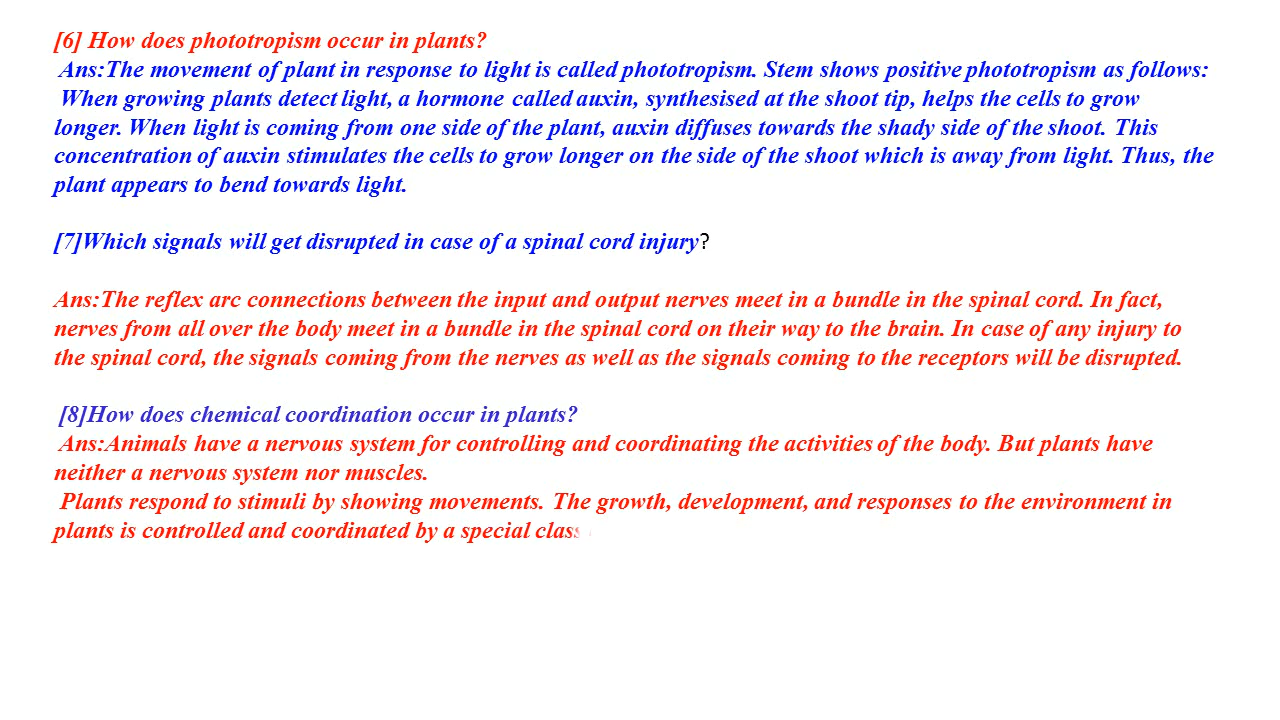 [6] How does phototropism occur in plants?
Ans:The movement of plant in response to light is called phototropism. Stem shows positive phototropism as follows:
When growing plants detect light, a hormone called auxin, synthesised at the shoot tip, helps the cells to grow
longer. When light is coming from one side of the plant, auxin diffuses towards the shady side of the shoot. This
concentration of auxin stimulates the cells to grow longer on the side of the shoot which is away from light. Thus, the
plant appears to bend towards light.
[7]Which signals will get disrupted in case of a spinal cord injury?
Ans:The reflex arc connections between the input and output nerves meet in a bundle in the spinal cord. In fact,
nerves from all over the body meet in a bundle in the spinal cord on their way to the brain. In case of any injury to
the spinal cord, the signals coming from the nerves as well as the signals coming to the receptors will be disrupted.
[8]How does chemical coordination occur in plants?
Ans:Animals have a nervous system for controlling and coordinating the activities of the body. But plants have
neither a nervous system nor muscles.
Plants respond to stimuli by showing movements. The growth, development, and responses to the environment in
plants is controlled and coordinated by a special class